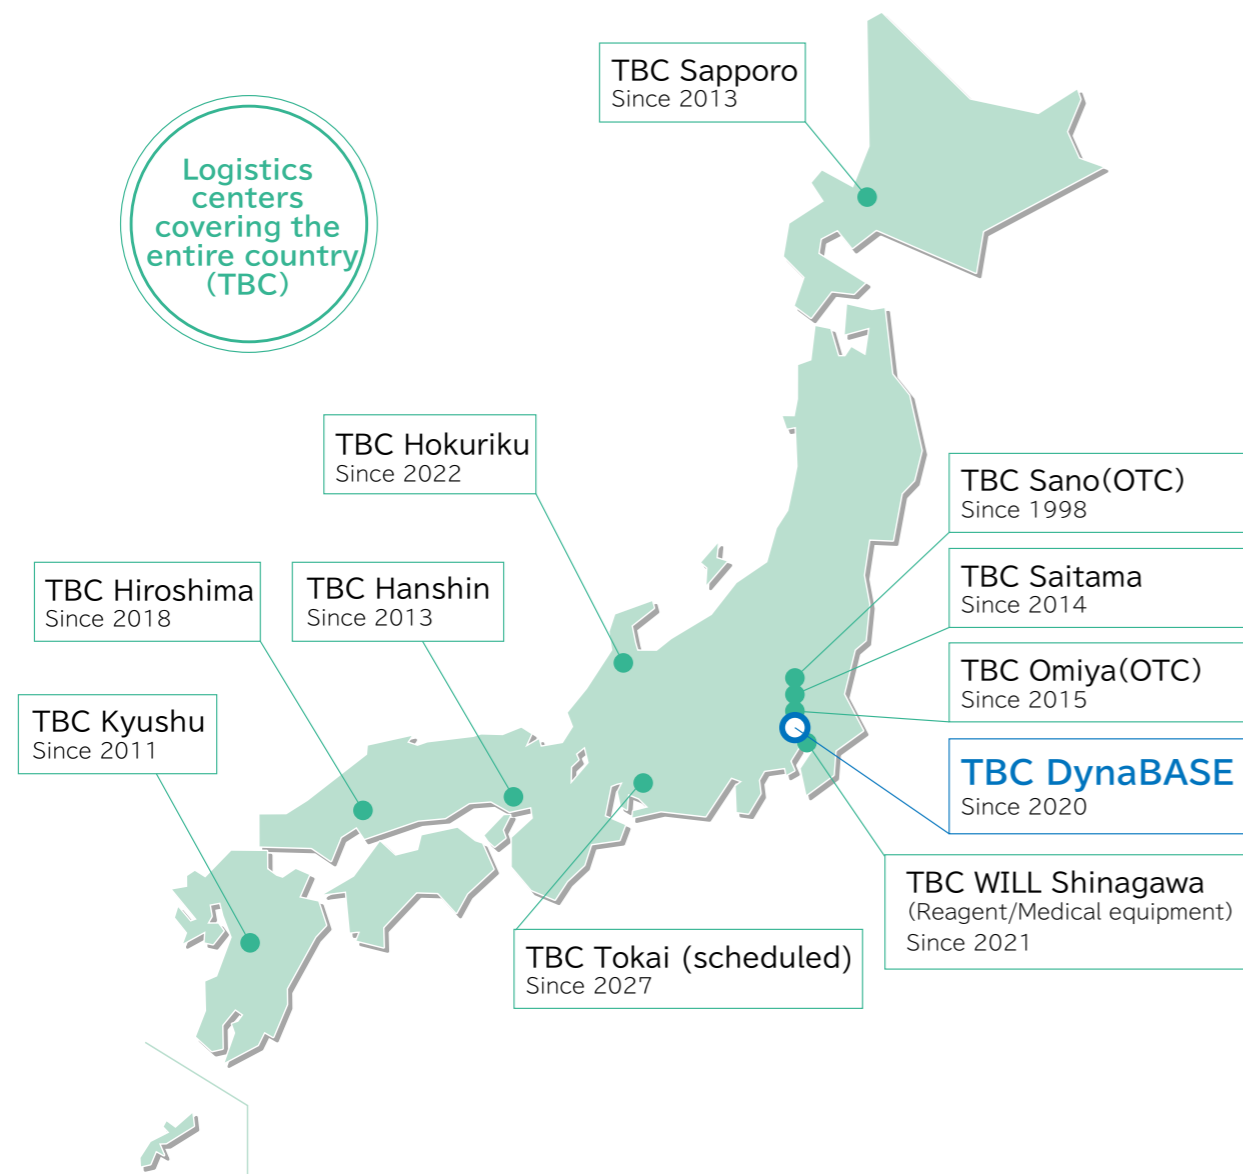 Logistics
centers
covering the
entire country
(TBC)
TBC Sapporo
Since 2013
TBC Hokuriku
Since 2022
TBC Hiroshima
Since 2018
TBC Hanshin
Since 2013
TBC Kyushu
Since 2011
TBC Sano(OTC)
Since 1998
TBC Saitama
Since 2014
TBC Omiya(OTC)
Since 2015
TBC DynaBASE
Since 2020
TBC WILL Shinagawa
(Reagent/Medical equipment)
Since 2021
TBC Tokai (scheduled)
Since 2027